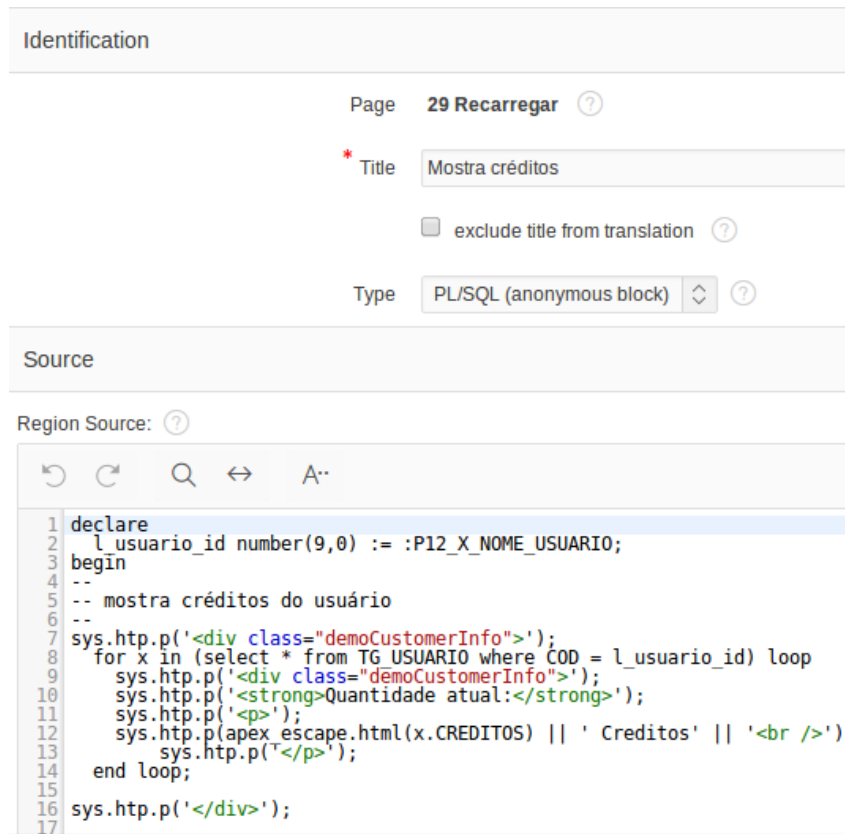 Identification
Page 29 Recarregar ?
* Title Mostra créditos
exclude title from translation ?
Type PL/SQL (anonymous block) ?
Source
Region Source: ?
A
1 declare
2   l_usuario_id number(9,0) := :P12_X_NOME_USUARIO;
3 begin
4 --
5 -- mostra créditos do usuário
6 --
7 sys.htp.p('<div class="demoCustomerInfo">');
8   for x in (select * from TG_USUARIO where COD = l_usuario_id) loop
9     sys.htp.p('<div class="demoCustomerInfo">');
10     sys.htp.p('<strong>Quantidade atual:</strong>');
11     sys.htp.p('<p>');
12     sys.htp.p(apex_escape.html(x.CREDITOS) || ' Creditos' || '<br />')
13         sys.htp.p('</p>');
14   end loop;
15
16 sys.htp.p('</div>');
17